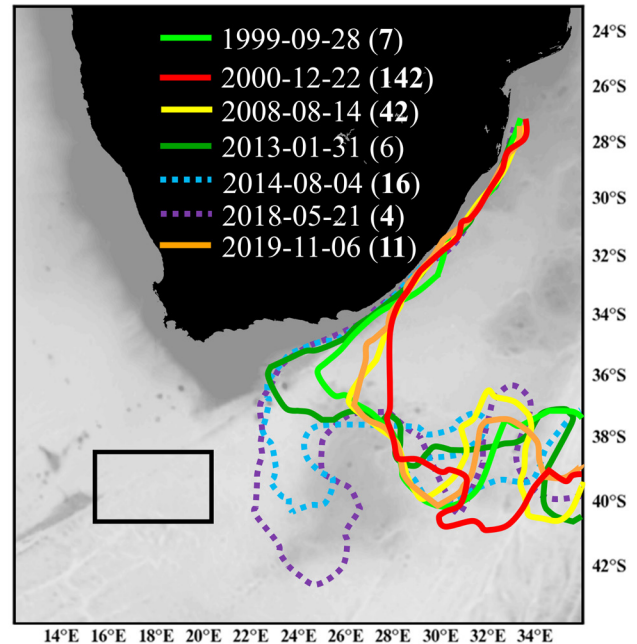 1999-09-28 (7)
2000-12-22 (142)
2008-08-14 (42)
2013-01-31 (6)
2014-08-04 (16)
2018-05-21 (4)
2019-11-06 (11)
24°S
26°S
28°S
30°S
32°S
34°S
36°S
38°S
40°S
42°S
14°E 16°E 18°E 20°E 22°E 24°E 26°E 28°E 30°E 32°E 34°E